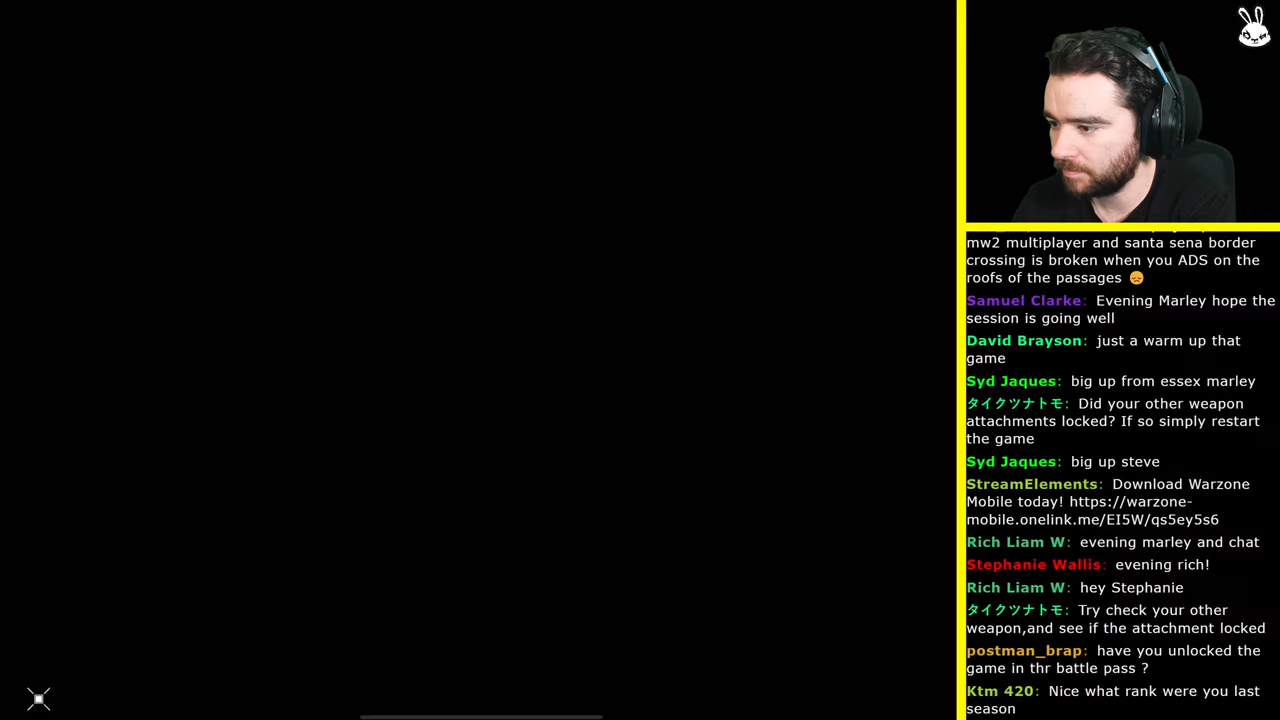 mw2 multiplayer and santa sena border
crossing is broken when you ADS on the
roofs of the passages 😞
Samuel Clarke: Evening Marley hope the
session is going well
David Brayson: just a warm up that
game
Syd Jaques: big up from essex marley
タイクツナトモ: Did your other weapon
attachments locked? If so simply restart
the game
Syd Jaques: big up steve
StreamElements: Download Warzone
Mobile today! https://warzone-
mobile.onelink.me/EI5W/qs5ey5s6
Rich Liam W: evening marley and chat
Stephanie Wallis: evening rich!
Rich Liam W: hey Stephanie
タイクツナトモ: Try check your other
weapon,and see if the attachment locked
postman_brap: have you unlocked the
game in thr battle pass ?
Ktm 420: Nice what rank were you last
season